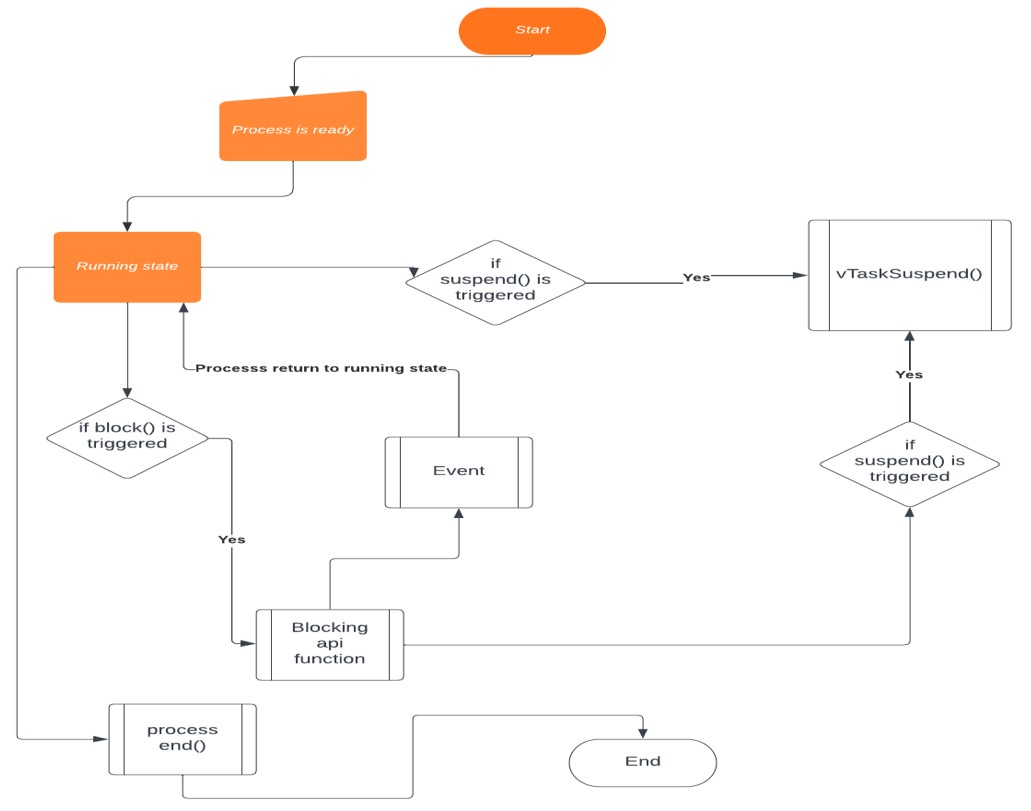 Start
Process is ready
Running state
if
suspend() is
triggered
Yes
vTaskSuspend()
Processs return to running state
Yes
if block() is
triggered
Event
if
suspend() is
triggered
Yes
Blocking
api
function
process
end()
End